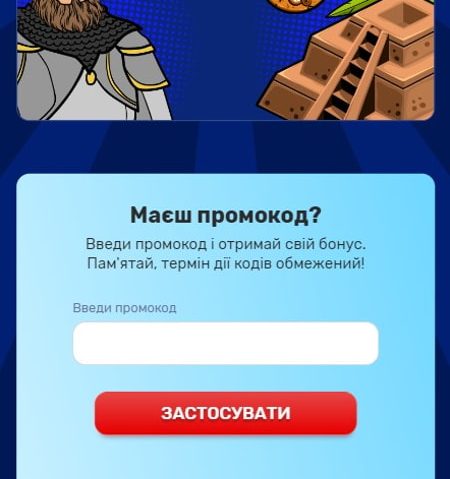 Маєш промокод?
Введи промокод і отримай свій бонус.
Пам'ятай, термін дії кодів обмежений!
Введи промокод
ЗАСТОСУВАТИ